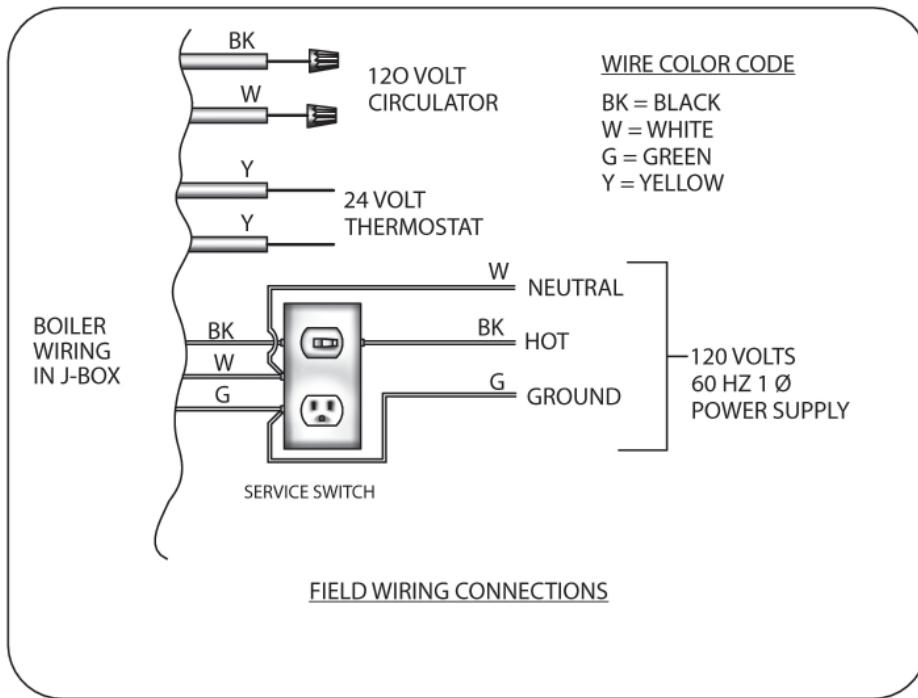 BK
W
12O VOLT
CIRCULATOR
Y
Y
24 VOLT
THERMOSTAT
WIRE COLOR CODE
BK = BLACK
W = WHITE
G = GREEN
Y = YELLOW
BOILER
WIRING
IN J-BOX
BK
W
G
W
NEUTRAL
BK
HOT
G
GROUND
120 VOLTS
60 HZ 1 Ø
POWER SUPPLY
SERVICE SWITCH
FIELD WIRING CONNECTIONS